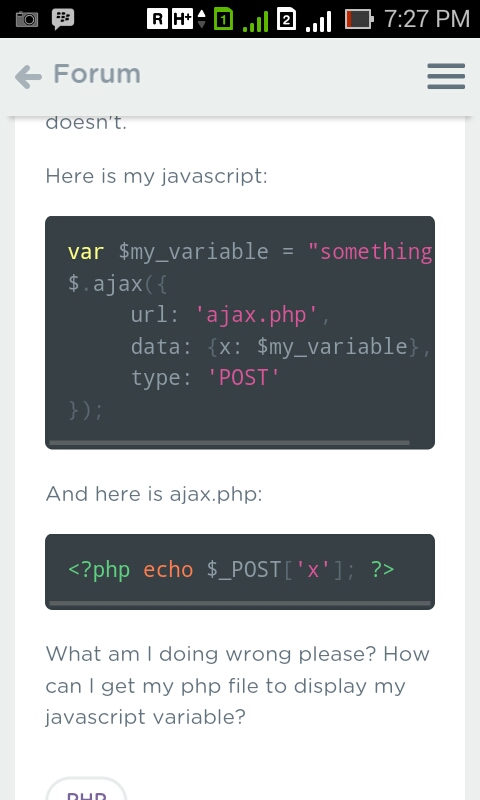 R H+ 1 2 7:27 PM
Forum
doesn't.
Here is my javascript:
var $my_variable = "something
$.ajax({
url: 'ajax.php',
data: {x: $my_variable},
type: 'POST'
});
And here is ajax.php:
<?php echo $_POST['x']; ?>
What am I doing wrong please? How
can I get my php file to display my
javascript variable?
PHP